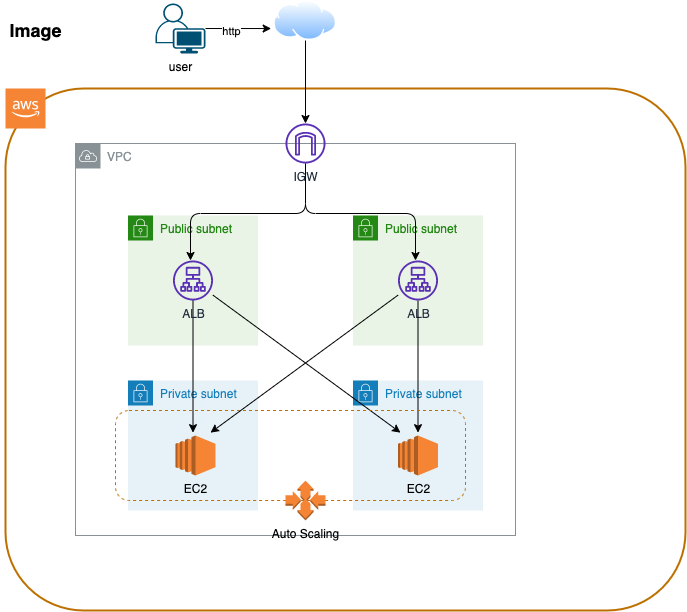 Image
http
user
aws
VPC
IGW
Public subnet
Public subnet
ALB
ALB
Private subnet
Private subnet
EC2
EC2
Auto Scaling